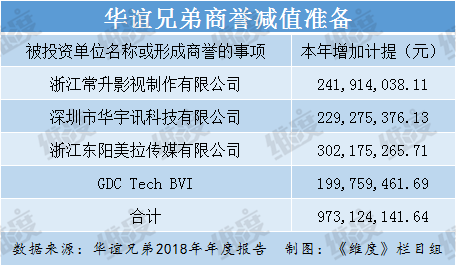 华谊兄弟商誉减值准备
被投资单位名称或形成商誉的事项 本年增加计提（元）
浙江常升影视制作有限公司 241,914,038.11
深圳市华宇讯科技有限公司 229,275,376.13
浙江东阳美拉传媒有限公司 302,175,265.71
GDC Tech BVI 199,759,461.69
合计 973,124,141.64
数据来源：华谊兄弟2018年年度报告 制图：《维度》栏目组